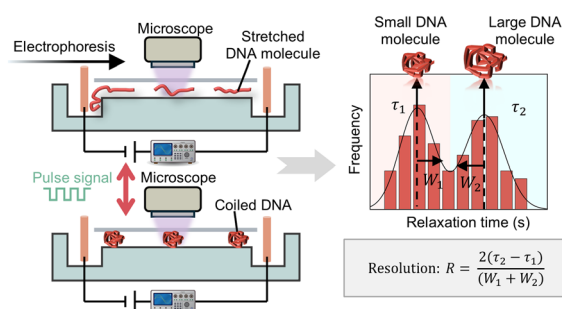 Microscope
Stretched
DNA molecule
Electrophoresis
Pulse signal
Microscope
Coiled DNA
Small DNA
molecule
Large DNA
molecule
Frequency
τ₁
τ₂
W₁
W₂
Relaxation time (s)
Resolution: R = 2(τ₂ − τ₁) / (W₁ + W₂)